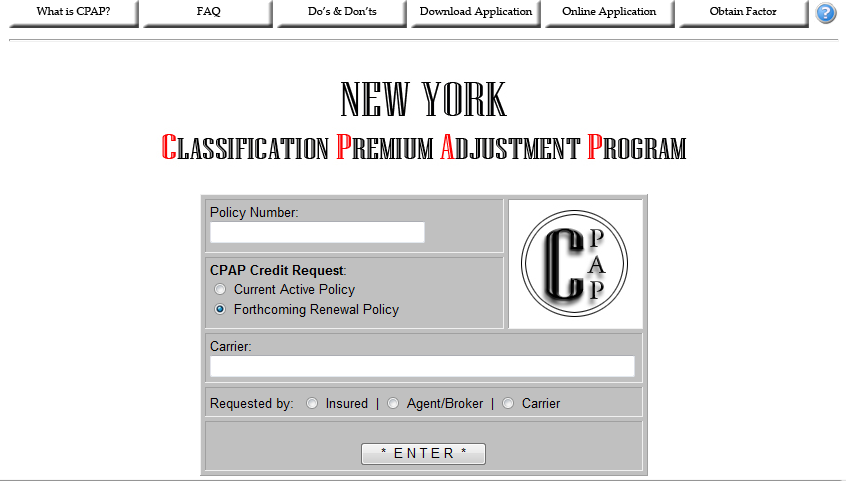 What is CPAP? FAQ Do's & Don'ts Download Application Online Application Obtain Factor ?
NEW YORK
CLASSIFICATION PREMIUM ADJUSTMENT PROGRAM
Policy Number:
CPAP Credit Request:
Current Active Policy
Forthcoming Renewal Policy
C PAP
Carrier:
Requested by: Insured | Agent/Broker | Carrier
* E N T E R *